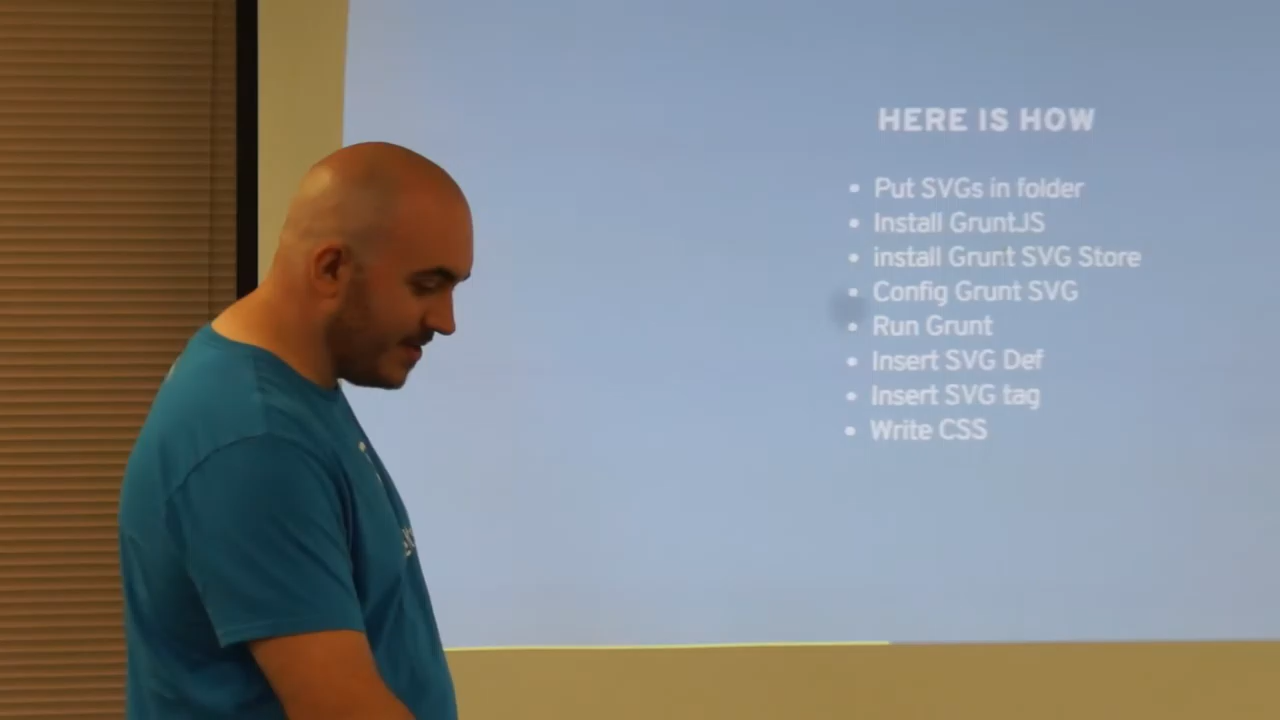 HERE IS HOW
• Put SVGs in folder
• Install GruntJS
• install Grunt SVG Store
• Config Grunt SVG
• Run Grunt
• Insert SVG Def
• Insert SVG tag
• Write CSS